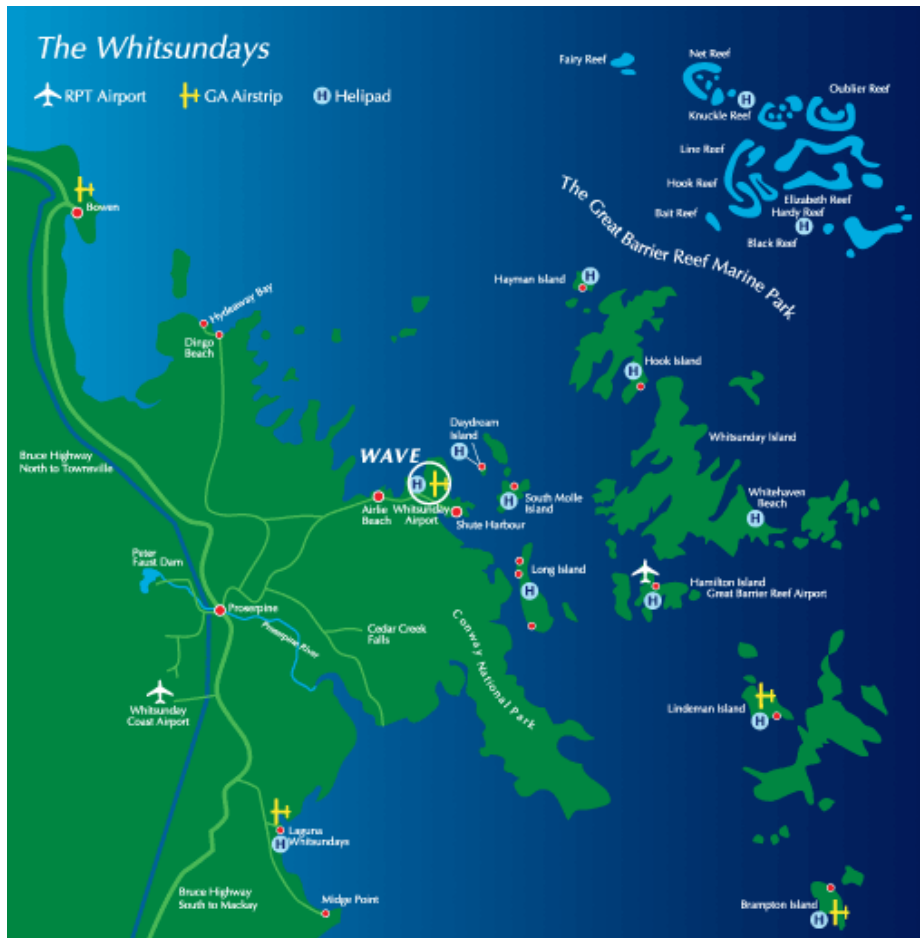 The Whitsundays
RPT Airport
GA Airstrip
H Helipad
Fairy Reef
Net Reef
Oublier Reef
H
Knuckle Reef
Line Reef
Hook Reef
Elizabeth Reef
Bait Reef
Hardy Reef
H
Black Reef
The Great Barrier Reef Marine Park
Bowen
Hayman Island
H
Hydeaway Bay
Dingo
Beach
Hook Island
H
Daydream
Island
H
Whitsunday Island
Bruce Highway
North to Townsville
WAVE
H
Airlie
Beach
Whitsunday
Airport
Shute Harbour
H
South Molle
Island
Whitehaven
Beach
H
Peter
Faust Dam
Long Island
H
Hamilton Island
Great Barrier Reef Airport
H
Proserpine
Proserpine River
Cedar Creek
Falls
Conway National Park
Whitsunday
Coast Airport
Lindeman Island
H
Laguna
Whitsundays
H
Bruce Highway
South to Mackay
Midge Point
Brampton Island
H